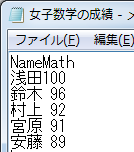 女子数学の成績 - メ
ファイル(F) 編集(E)
NameMath
浅田100
鈴木 96
村上 92
宮原 91
安藤 89